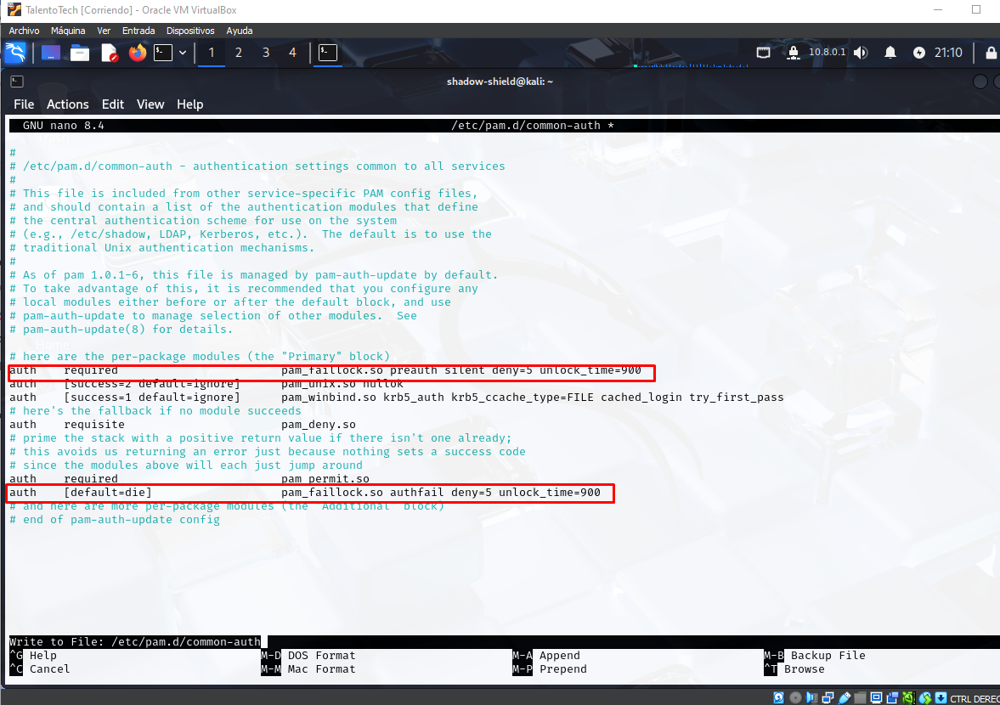 TalentoTech [Corriendo] - Oracle VM VirtualBox
Archivo Máquina Ver Entrada Dispositivos Ayuda
1 2 3 4 10.8.0.1 21:10
shadow-shield@kali: ~
File Actions Edit View Help
GNU nano 8.4 /etc/pam.d/common-auth *
#
# /etc/pam.d/common-auth - authentication settings common to all services
#
# This file is included from other service-specific PAM config files,
# and should contain a list of the authentication modules that define
# the central authentication scheme for use on the system
# (e.g., /etc/shadow, LDAP, Kerberos, etc.). The default is to use the
# traditional Unix authentication mechanisms.
#
# As of pam 1.0.1-6, this file is managed by pam-auth-update by default.
# To take advantage of this, it is recommended that you configure any
# local modules either before or after the default block, and use
# pam-auth-update to manage selection of other modules. See
# pam-auth-update(8) for details.
Home
# here are the per-package modules (the "Primary" block)
auth required pam_faillock.so preauth silent deny=5 unlock_time=900
auth [success=2 default=ignore] pam_unix.so nullok
auth [success=1 default=ignore] pam_winbind.so krb5_auth krb5_ccache_type=FILE cached_login try_first_pass
# here's the fallback if no module succeeds
auth requisite pam_deny.so
# prime the stack with a positive return value if there isn't one already;
# this avoids us returning an error just because nothing sets a success code
# since the modules above will each just jump around
auth required pam_permit.so
auth [default=die] pam_faillock.so authfail deny=5 unlock_time=900
# and here are more per-package modules (the "Additional" block)
# end of pam-auth-update config
Write to File: /etc/pam.d/common-auth
^G Help M-D DOS Format M-A Append M-B Backup File
^C Cancel M-M Mac Format M-P Prepend ^T Browse
CTRL DEREC